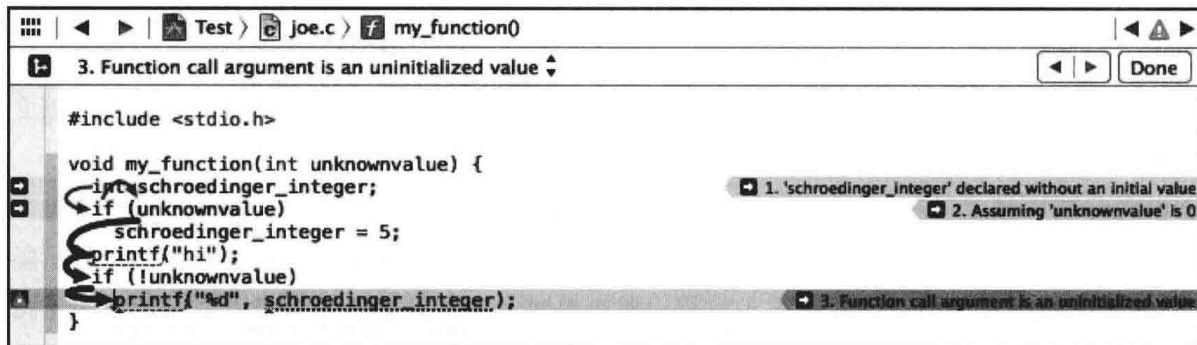 Test 〉 joe.c 〉 my_function()
3. Function call argument is an uninitialized value
Done
#include <stdio.h>
void my_function(int unknownvalue) {
int schroedinger_integer; 1. 'schroedinger_integer' declared without an initial value
if (unknownvalue) 2. Assuming 'unknownvalue' is 0
schroedinger_integer = 5;
printf("hi");
if (!unknownvalue)
printf("%d", schroedinger_integer); 3. Function call argument is an uninitialized value
}